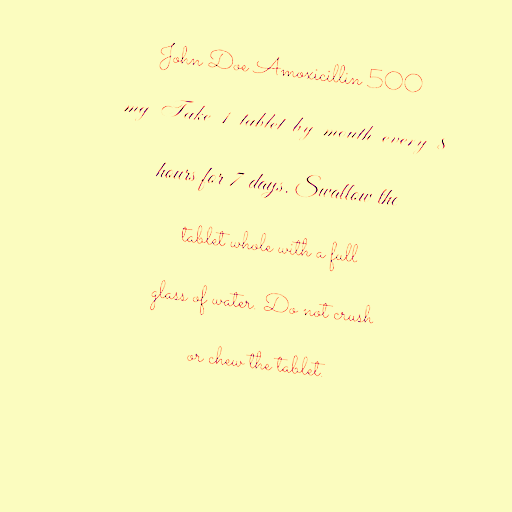 John Doe Amoxicillin 500
mg Take 1 tablet by mouth every 8
hours for 7 days. Swallow the
tablet whole with a full
glass of water. Do not crush
or chew the tablet.